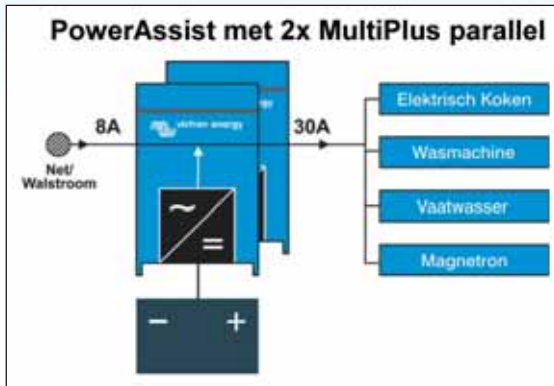 PowerAssist met 2x MultiPlus parallel
victron energy
8A
30A
Net/
Walstroom
Elektrisch Koken
Wasmachine
Vaatwasser
Magnetron
~
=
− +